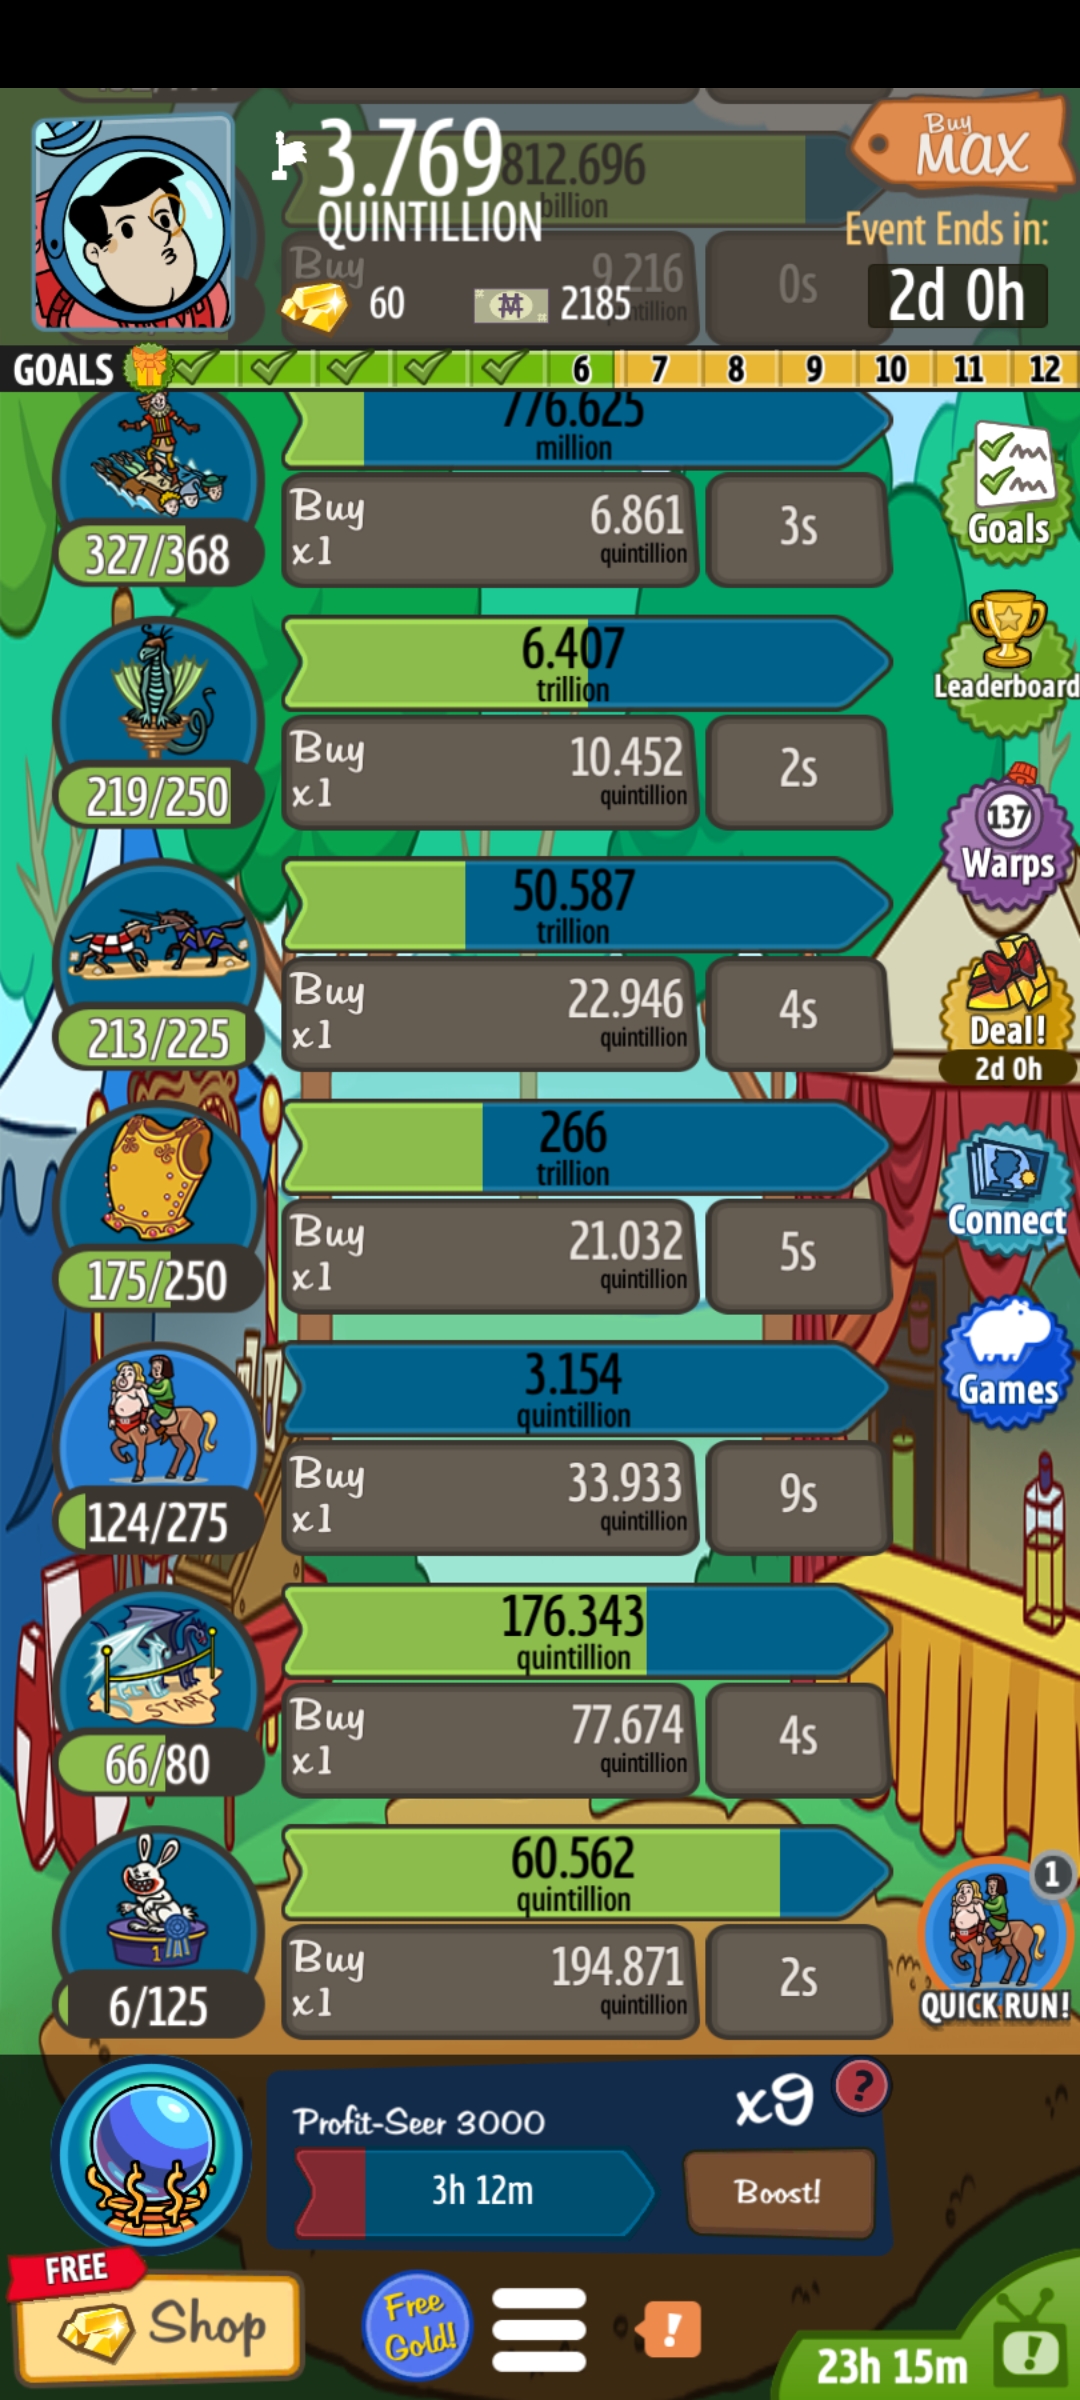 3.769
QUINTILLION
812.696
billion
Buy
MAX
Event Ends in:
2d 0h
Buy
9.216
60
2185
0s
GOALS
6
7
8
9
10
11
12
776.625
million
327/368
Buy
x1
6.861
quintillion
3s
Goals
6.407
trillion
219/250
Buy
x1
10.452
quintillion
2s
Leaderboard
137
Warps
50.587
trillion
213/225
Buy
x1
22.946
quintillion
4s
Deal!
2d 0h
266
trillion
175/250
Buy
x1
21.032
quintillion
5s
Connect
3.154
quintillion
124/275
Buy
x1
33.933
quintillion
9s
Games
176.343
quintillion
START
66/80
Buy
x1
77.674
quintillion
4s
60.562
quintillion
1
6/125
Buy
x1
194.871
quintillion
2s
1
QUICK RUN!
Profit-Seer 3000
x9
?
3h 12m
Boost!
FREE
Shop
Free
Gold!
!
23h 15m
!